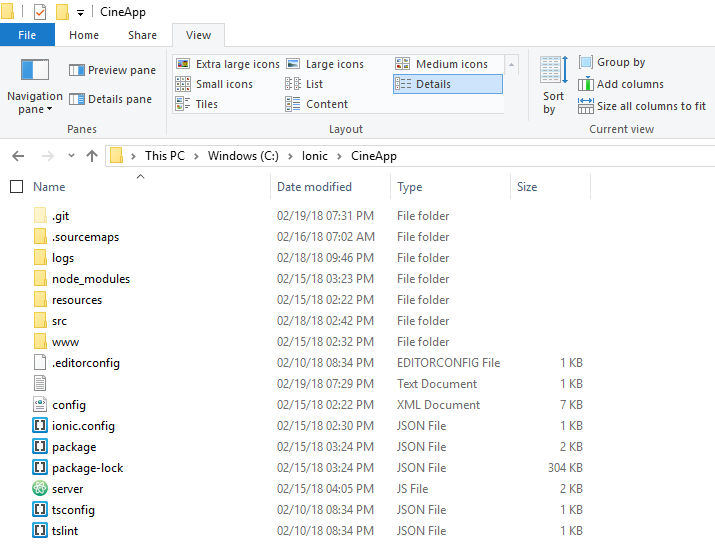 CineApp
File Home Share View
Navigation pane
Preview pane
Details pane
Panes
Extra large icons Large icons Medium icons
Small icons List Details
Tiles Content
Layout
Sort by
Group by
Add columns
Size all columns to fit
Current view
This PC Windows (C:) Ionic CineApp
Name Date modified Type Size
.git 02/19/18 07:31 PM File folder
.sourcemaps 02/16/18 07:02 AM File folder
logs 02/18/18 09:46 PM File folder
node_modules 02/15/18 03:23 PM File folder
resources 02/15/18 02:22 PM File folder
src 02/18/18 02:42 PM File folder
www 02/15/18 02:32 PM File folder
.editorconfig 02/10/18 08:34 PM EDITORCONFIG File 1 KB
02/19/18 07:29 PM Text Document 1 KB
config 02/15/18 02:22 PM XML Document 7 KB
ionic.config 02/15/18 02:30 PM JSON File 1 KB
package 02/15/18 03:24 PM JSON File 2 KB
package-lock 02/15/18 03:24 PM JSON File 304 KB
server 02/15/18 04:05 PM JS File 2 KB
tsconfig 02/10/18 08:34 PM JSON File 1 KB
tslint 02/10/18 08:34 PM JSON File 1 KB